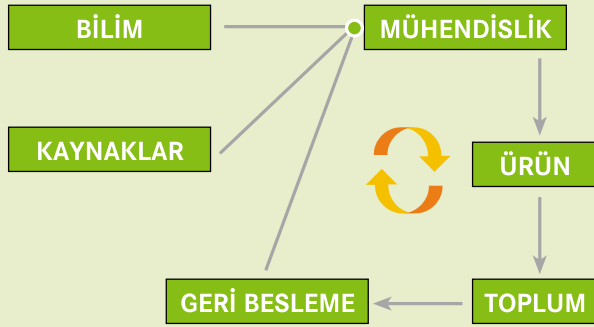 BİLİM
MÜHENDİSLİK
KAYNAKLAR
ÜRÜN
GERİ BESLEME
TOPLUM